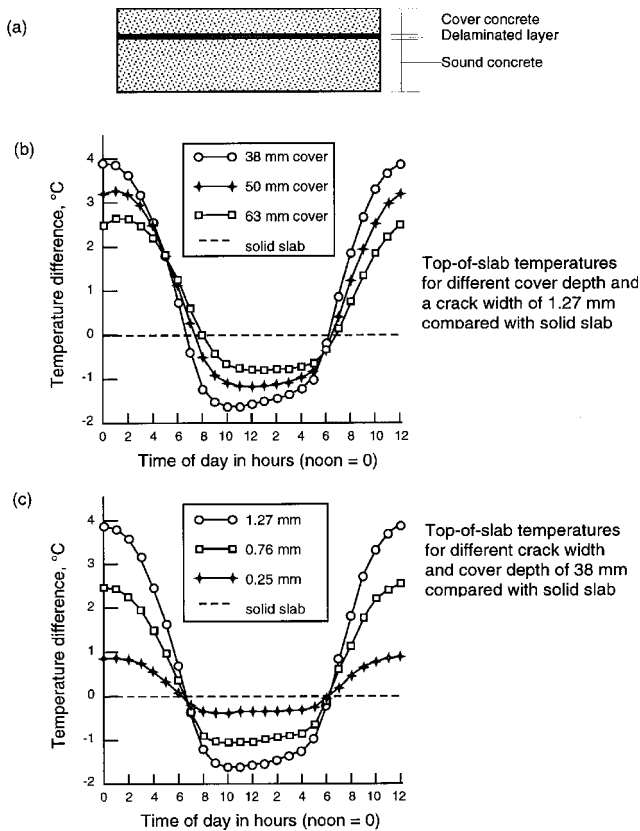 (a)
Cover concrete
Delaminated layer
Sound concrete
(b)
Temperature difference, °C
4
3
2
1
0
-1
-2
38 mm cover
50 mm cover
63 mm cover
solid slab
0 2 4 6 8 10 12 2 4 6 8 10 12
Time of day in hours (noon = 0)
Top-of-slab temperatures
for different cover depth and
a crack width of 1.27 mm
compared with solid slab
(c)
Temperature difference, °C
4
3
2
1
0
-1
-2
1.27 mm
0.76 mm
0.25 mm
solid slab
0 2 4 6 8 10 12 2 4 6 8 10 12
Time of day in hours (noon = 0)
Top-of-slab temperatures
for different crack width
and cover depth of 38 mm
compared with solid slab